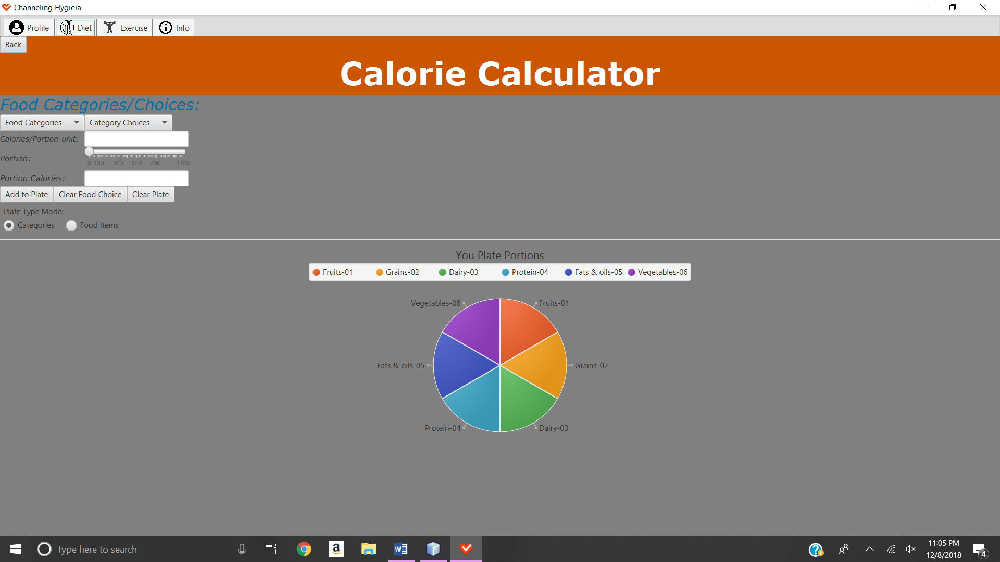 Channeling Hygieia
Profile Diet Exercise Info
Back
Calorie Calculator
Food Categories/Choices:
Food Categories Category Choices
Calories/Portion-unit:
Portion:
0 100 300 500 700 1,000
Portion Calories:
Add to Plate Clear Food Choice Clear Plate
Plate Type Mode:
Categories Food Items
You Plate Portions
Fruits-01 Grains-02 Dairy-03 Protein-04 Fats & oils-05 Vegetables-06
Vegetables-06 Fruits-01
Fats & oils-05 Grains-02
Protein-04 Dairy-03
Type here to search
11:05 PM
12/8/2018
4